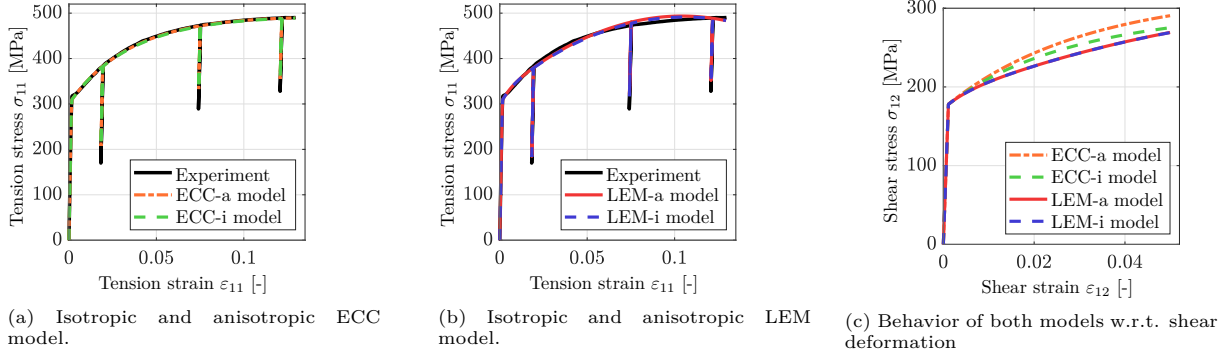 Tension stress σ₁₁ [MPa]
500
400
300
200
100
0
Experiment
ECC-a model
ECC-i model
0
0.05
0.1
Tension strain ε₁₁ [-]
(a) Isotropic and anisotropic ECC
model.
Tension stress σ₁₁ [MPa]
500
400
300
200
100
0
Experiment
LEM-a model
LEM-i model
0
0.05
0.1
Tension strain ε₁₁ [-]
(b) Isotropic and anisotropic LEM
model.
Shear stress σ₁₂ [MPa]
300
200
100
0
ECC-a model
ECC-i model
LEM-a model
LEM-i model
0
0.02
0.04
Shear strain ε₁₂ [-]
(c) Behavior of both models w.r.t. shear
deformation